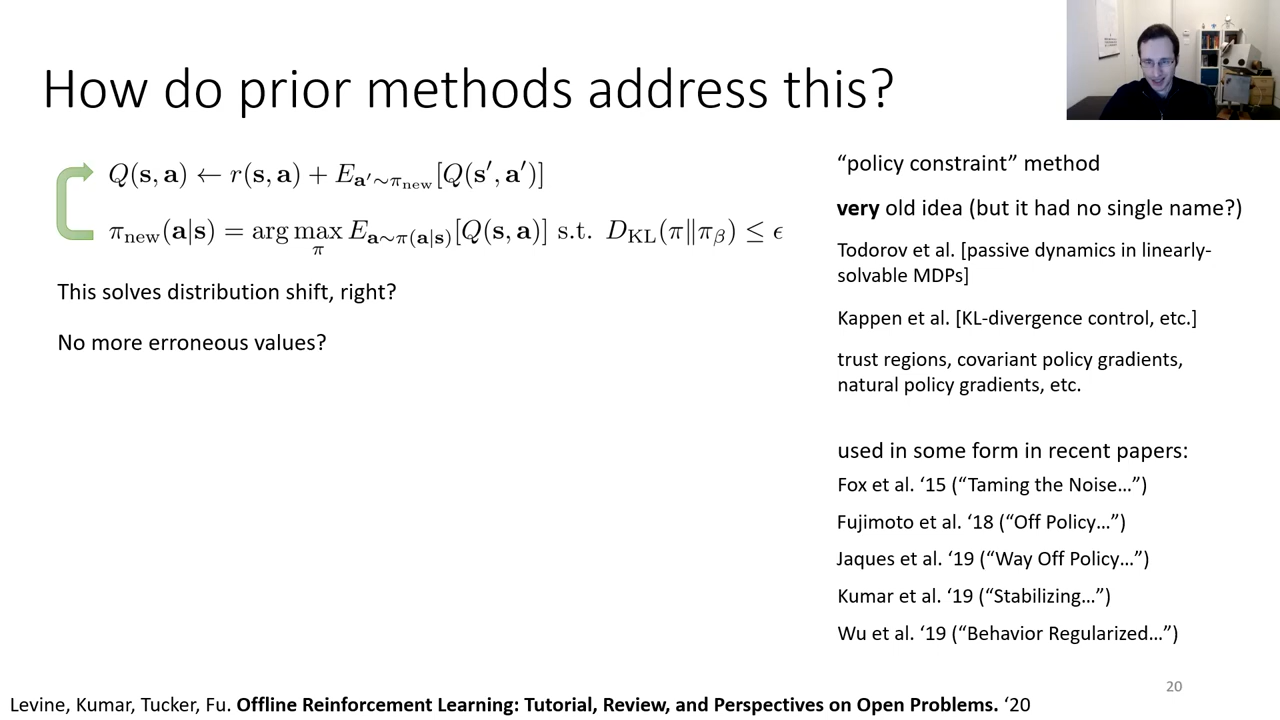 How do prior methods address this?
Q(s, a) ← r(s, a) + E_{a′∼π_new}[Q(s′, a′)]
π_new(a|s) = arg max_π E_{a∼π(a|s)}[Q(s, a)] s.t. D_KL(π‖π_β) ≤ ϵ
This solves distribution shift, right?
No more erroneous values?
“policy constraint” method
very old idea (but it had no single name?)
Todorov et al. [passive dynamics in linearly-
solvable MDPs]
Kappen et al. [KL-divergence control, etc.]
trust regions, covariant policy gradients,
natural policy gradients, etc.
used in some form in recent papers:
Fox et al. ‘15 (“Taming the Noise…”)
Fujimoto et al. ‘18 (“Off Policy…”)
Jaques et al. ‘19 (“Way Off Policy…”)
Kumar et al. ‘19 (“Stabilizing…”)
Wu et al. ‘19 (“Behavior Regularized…”)
20
Levine, Kumar, Tucker, Fu. Offline Reinforcement Learning: Tutorial, Review, and Perspectives on Open Problems. ‘20